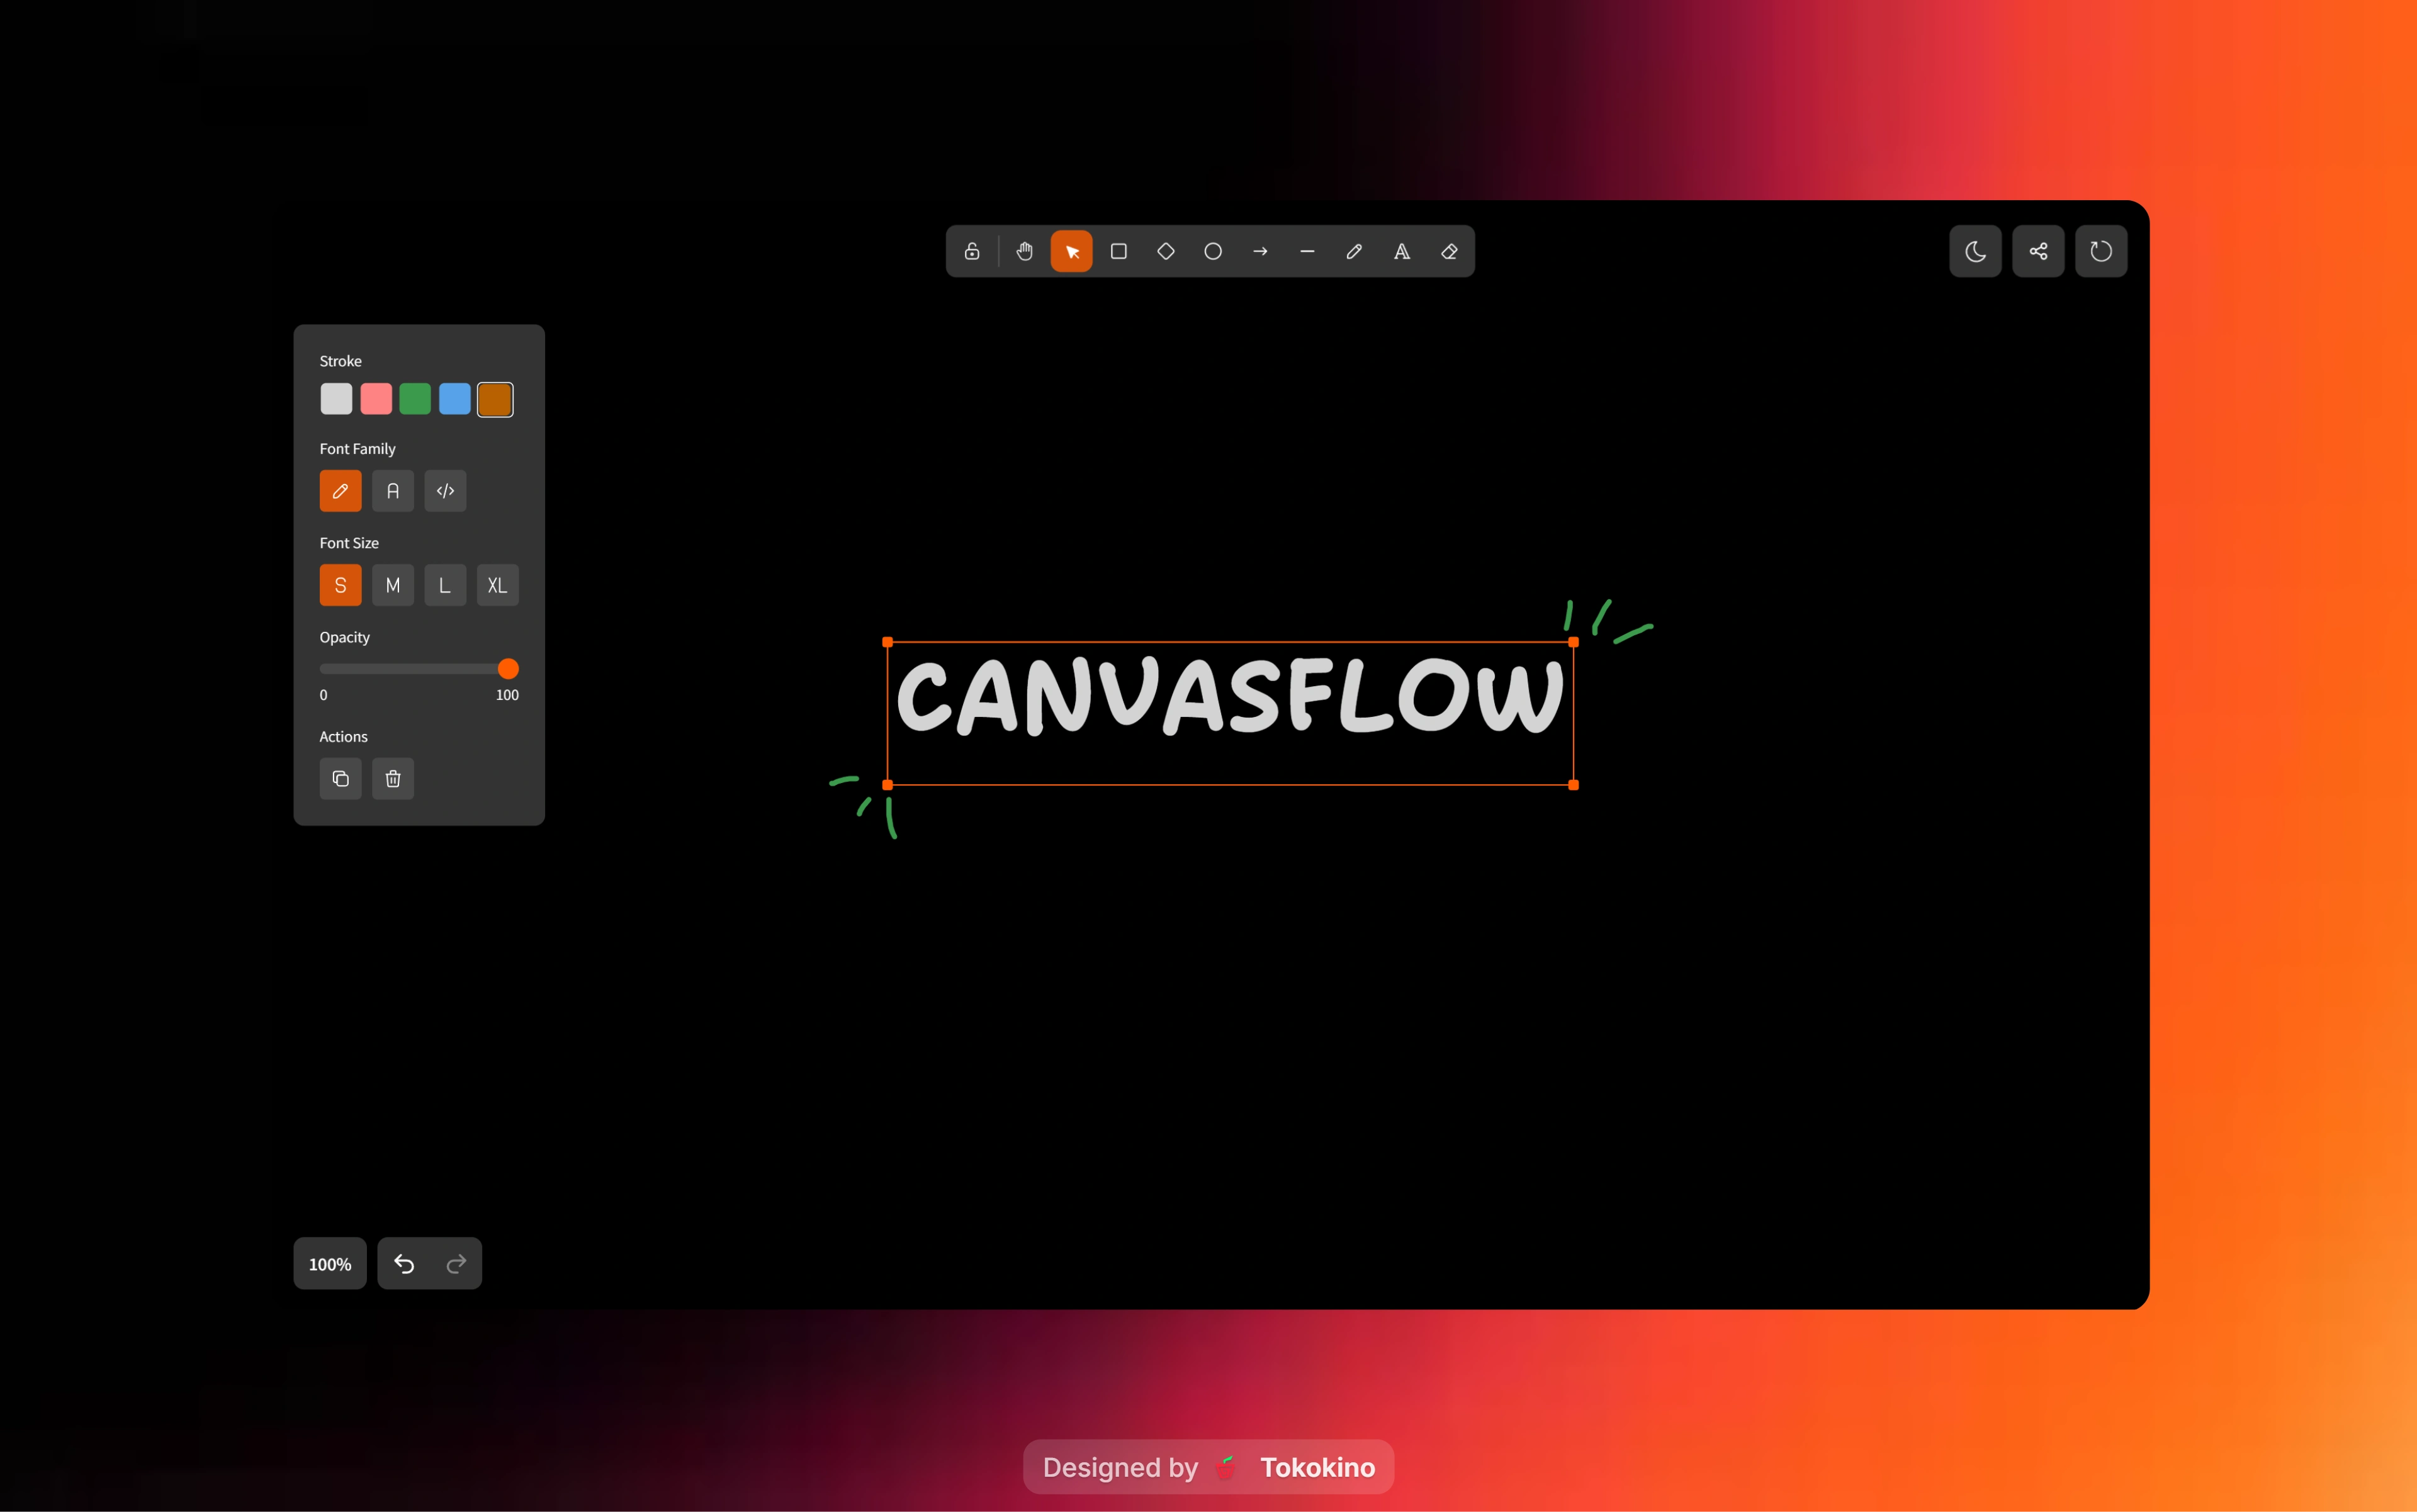 Stroke
Font Family
A </>
Font Size
S M L XL
Opacity
0 100
Actions
A
CANVASFLOW
100%
Designed by Tokokino